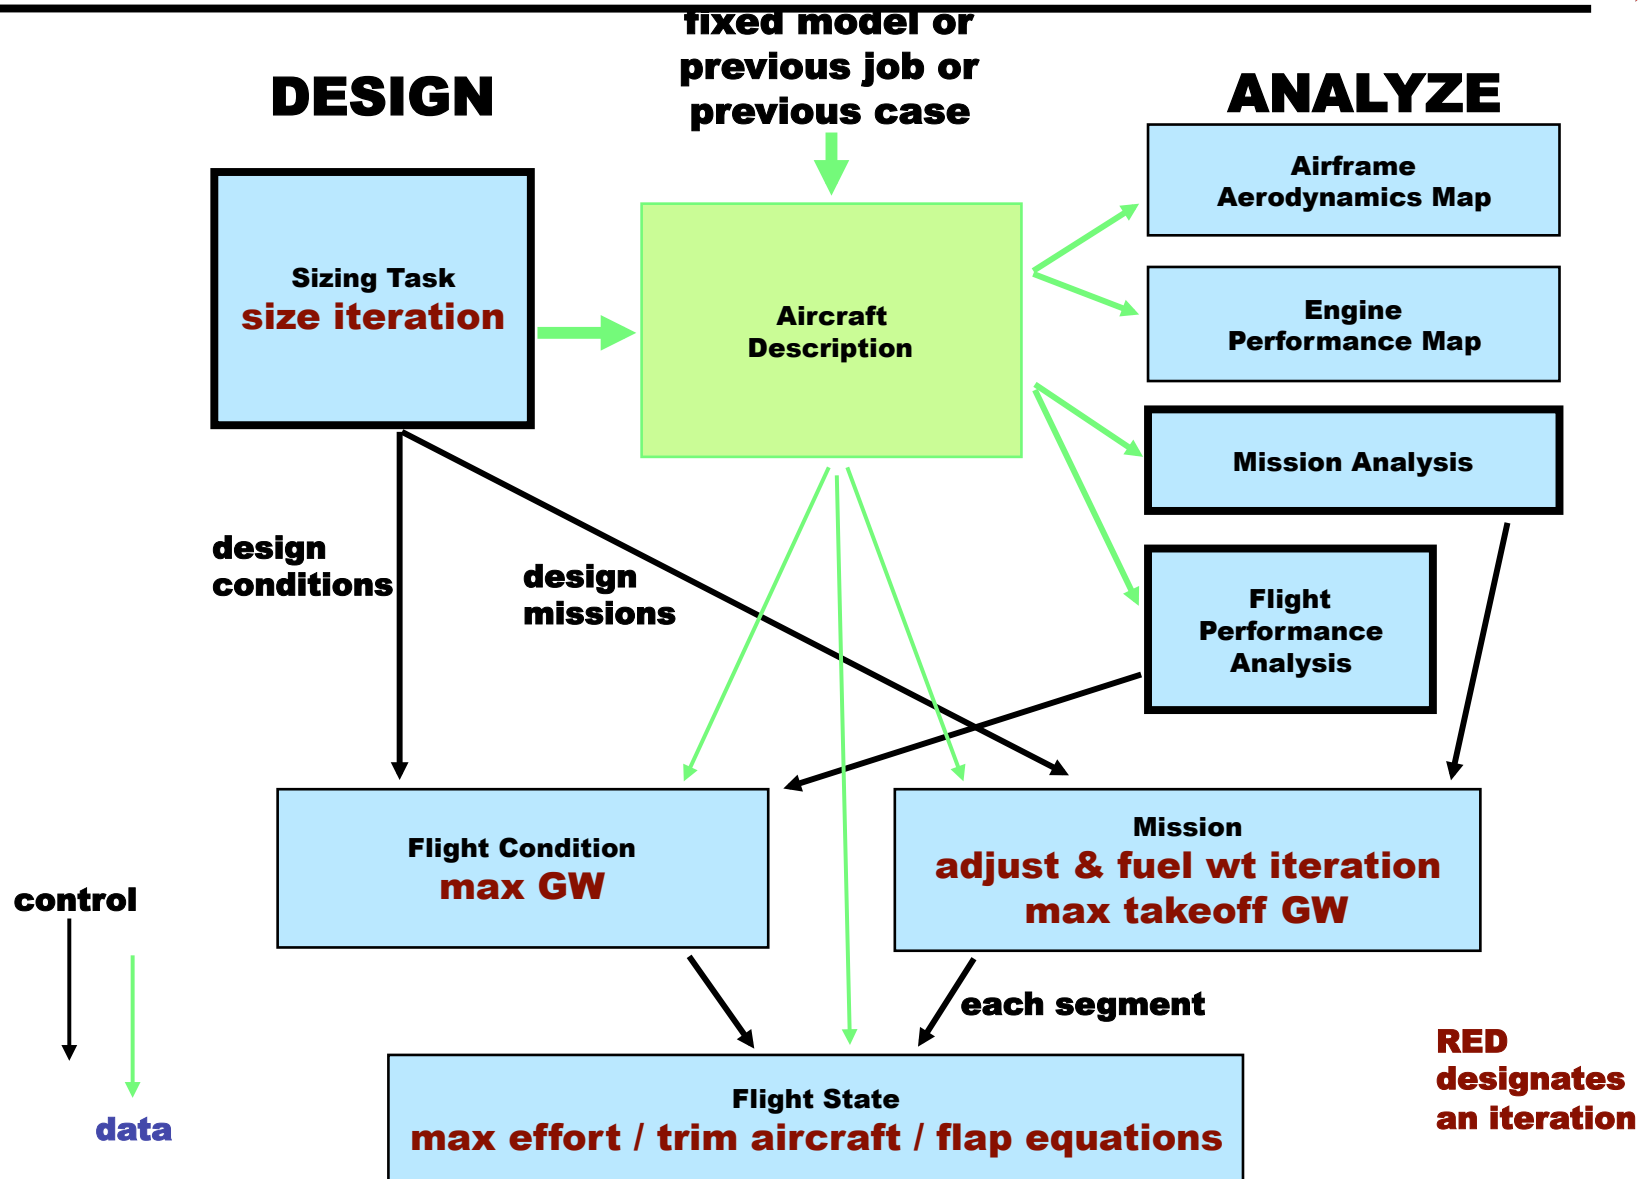 fixed model or
previous job or
previous case
DESIGN
ANALYZE
Airframe
Aerodynamics Map
Sizing Task
size iteration
Aircraft
Description
Engine
Performance Map
Mission Analysis
design
conditions
design
missions
Flight
Performance
Analysis
Flight Condition
max GW
Mission
adjust & fuel wt iteration
max takeoff GW
control
data
each segment
RED
designates
an iteration
Flight State
max effort / trim aircraft / flap equations